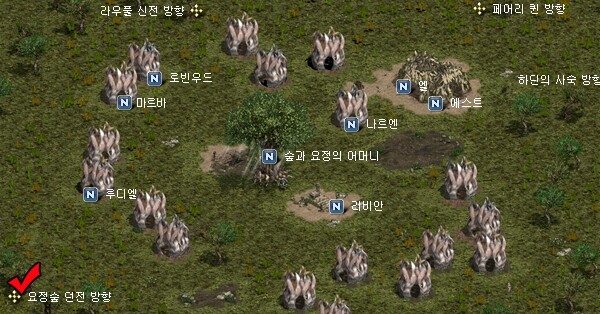 라우풀 신전 방향
페어리 퀸 방향
로빈우드
엘
하딘의 사숙 방향
마르바
에스트
나르엔
숲과 요정의 어머니
루디엘
러비안
요정숲 던전 방향